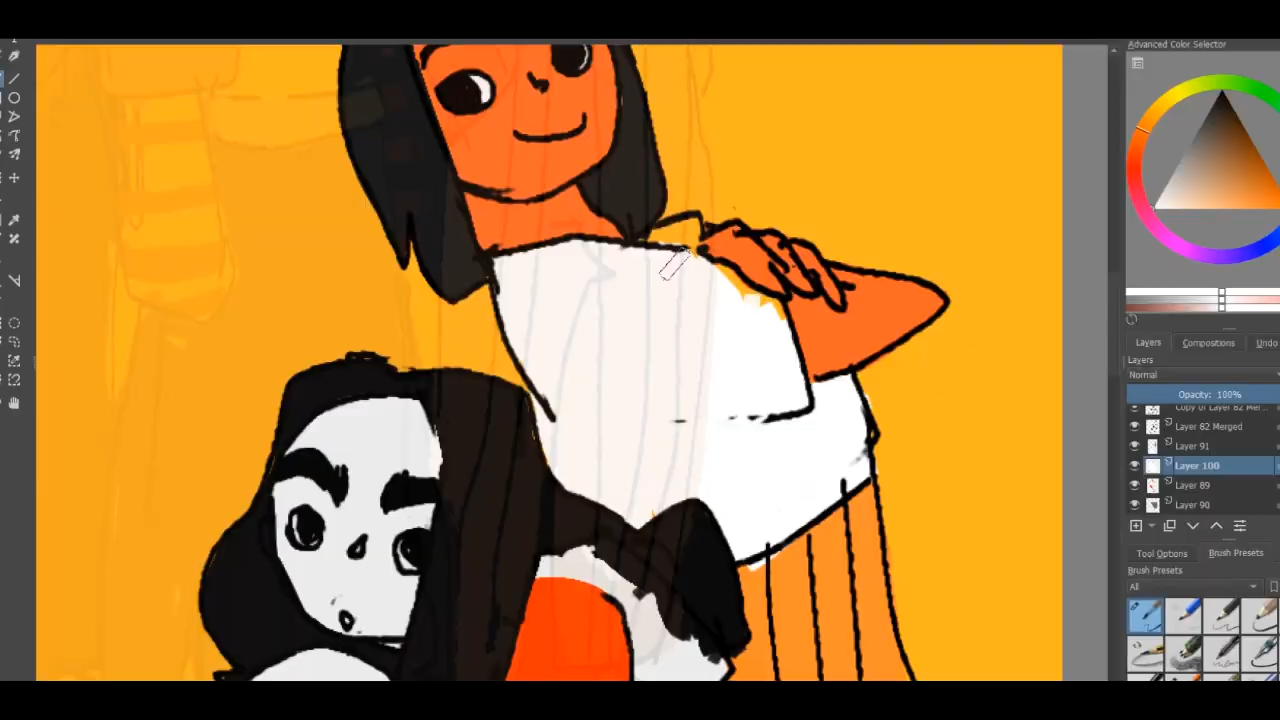 Advanced Color Selector
Layers Compositions Undo
Layers
Normal
Opacity: 100%
Copy of Layer 82 Mer...
Layer 82 Merged
Layer 91
Layer 100
Layer 89
Layer 90
Tool Options Brush Presets
Brush Presets
All